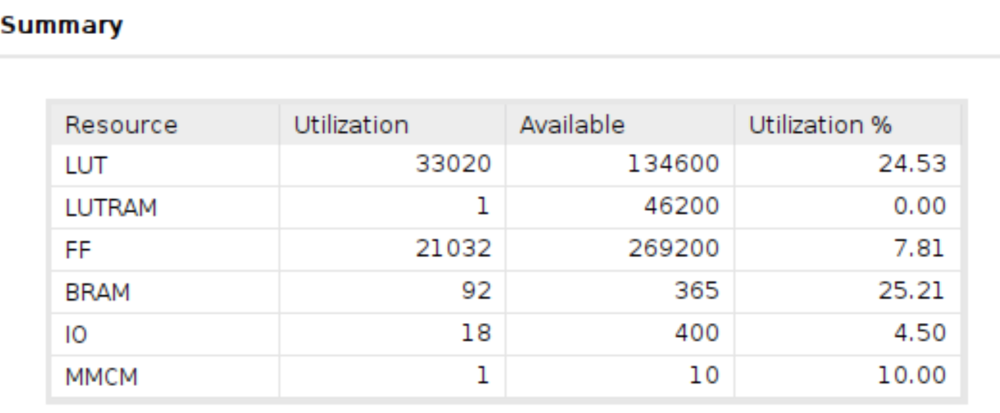 Summary
Resource Utilization Available Utilization %
LUT 33020 134600 24.53
LUTRAM 1 46200 0.00
FF 21032 269200 7.81
BRAM 92 365 25.21
IO 18 400 4.50
MMCM 1 10 10.00